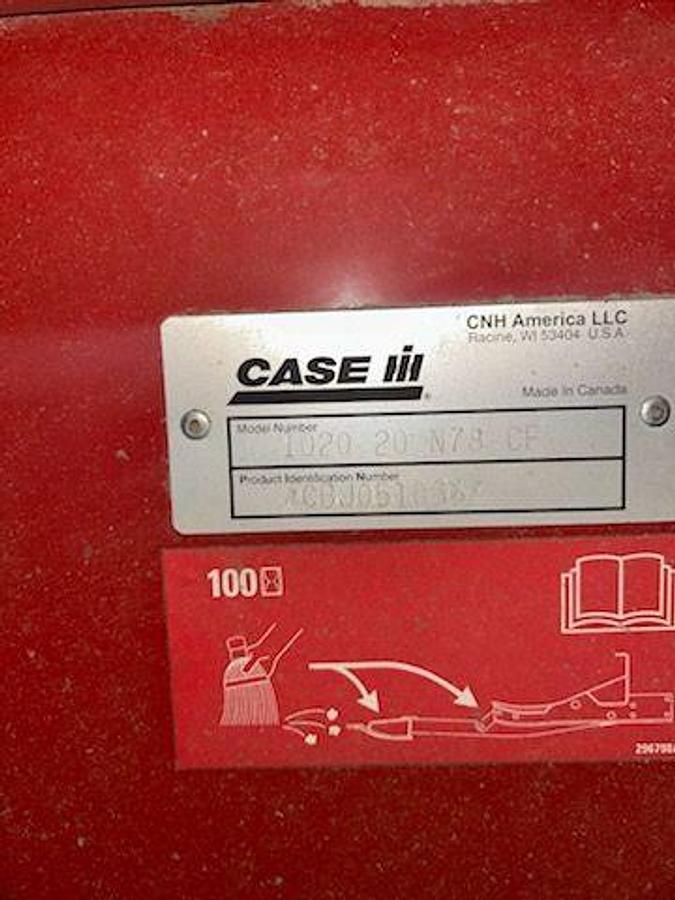 CNH America LLC
Racine, WI 53404 U.S.A.
CASE III
Made In Canada
Model Number
1020 20 N78 CF
Product Identification Number
100